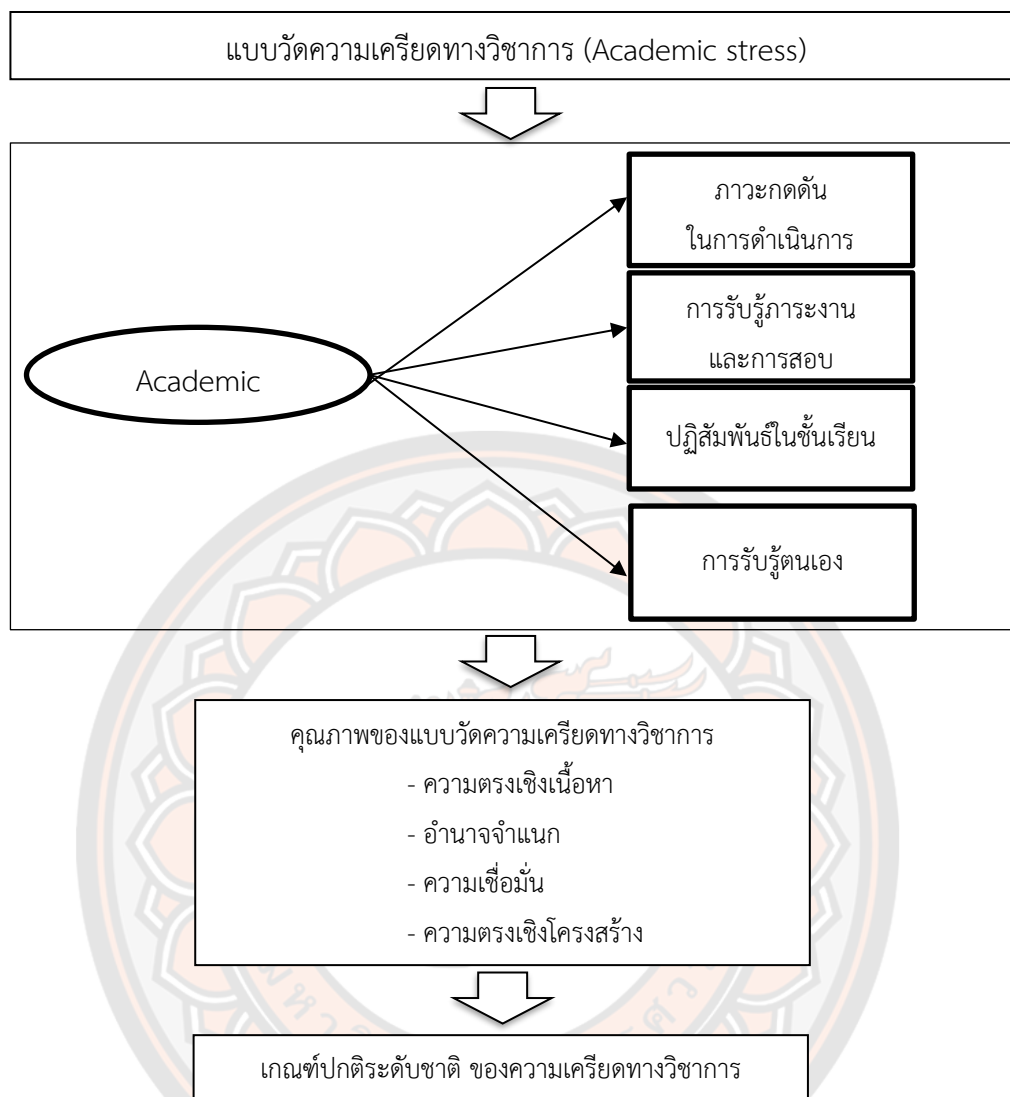 แบบวัดความเครียดทางวิชาการ (Academic stress)
ภาวะกดดัน
ในการดำเนินการ
การรับรู้ภาระงาน
และการสอบ
Academic
ปฏิสัมพันธ์ในชั้นเรียน
การรับรู้ตนเอง
คุณภาพของแบบวัดความเครียดทางวิชาการ
- ความตรงเชิงเนื้อหา
- อำนาจจำแนก
- ความเชื่อมั่น
- ความตรงเชิงโครงสร้าง
เกณฑ์ปกติระดับชาติ ของความเครียดทางวิชาการ